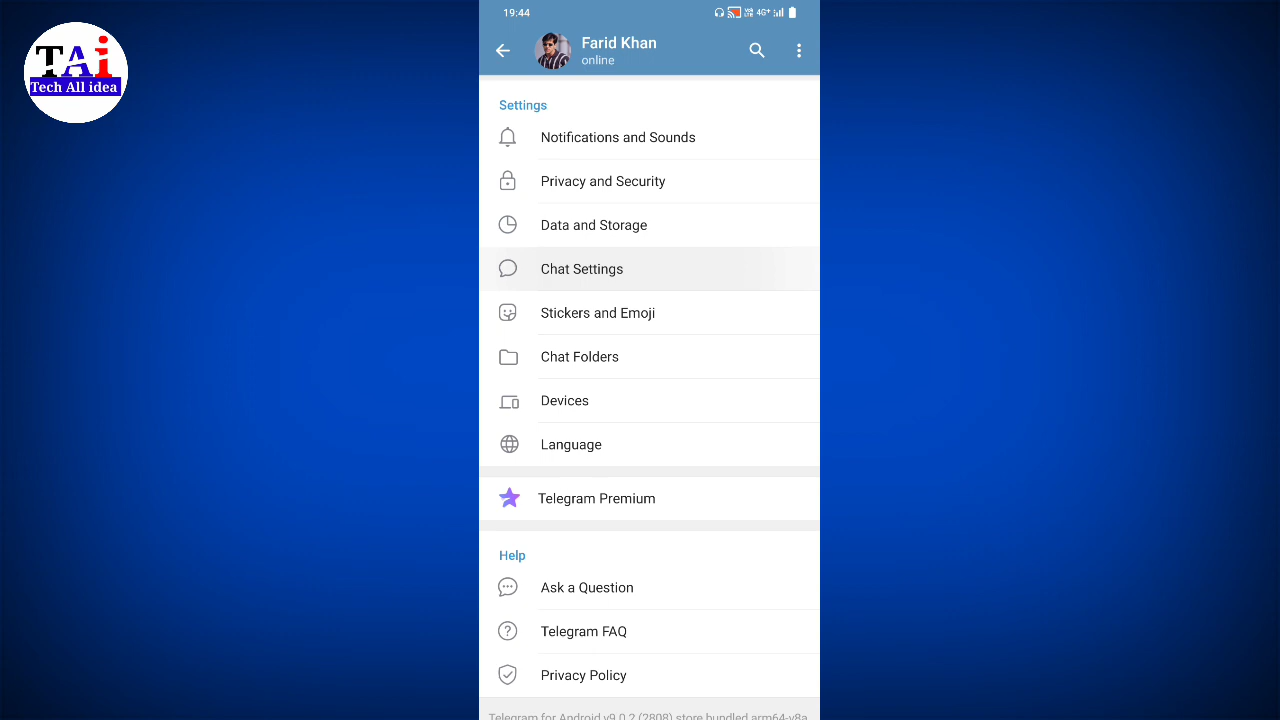 TAi
Tech All idea
19:44
4G+
Farid Khan
online
Settings
Notifications and Sounds
Privacy and Security
Data and Storage
Chat Settings
Stickers and Emoji
Chat Folders
Devices
Language
Telegram Premium
Help
Ask a Question
Telegram FAQ
Privacy Policy
Telegram for Android v9.0.2 (2808) store bundled arm64-v8a